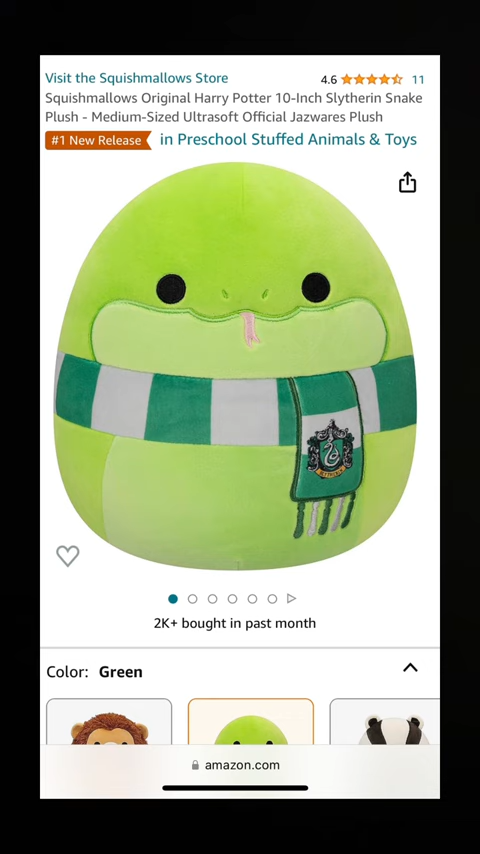 Visit the Squishmallows Store
4.6 11
Squishmallows Original Harry Potter 10-Inch Slytherin Snake
Plush - Medium-Sized Ultrasoft Official Jazwares Plush
#1 New Release in Preschool Stuffed Animals & Toys
SLYTHERIN
2K+ bought in past month
Color: Green
amazon.com